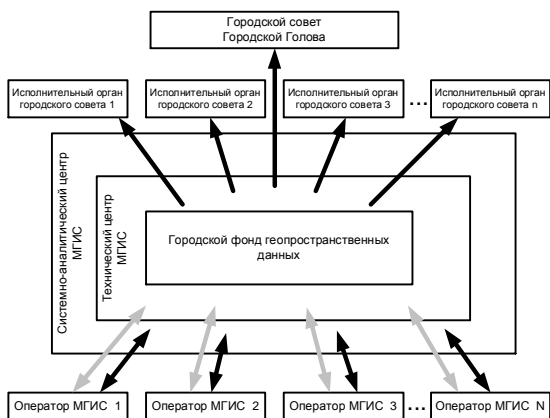 Городской совет
Городской Голова
Исполнительный орган
городского совета 1
Исполнительный орган
городского совета 2
Исполнительный орган
городского совета 3
...
Исполнительный орган
городского совета n
Системно-аналитический центр
МГИС
Технический центр
МГИС
Городской фонд геопространственных
данных
Оператор МГИС 1
Оператор МГИС 2
Оператор МГИС 3
...
Оператор МГИС N